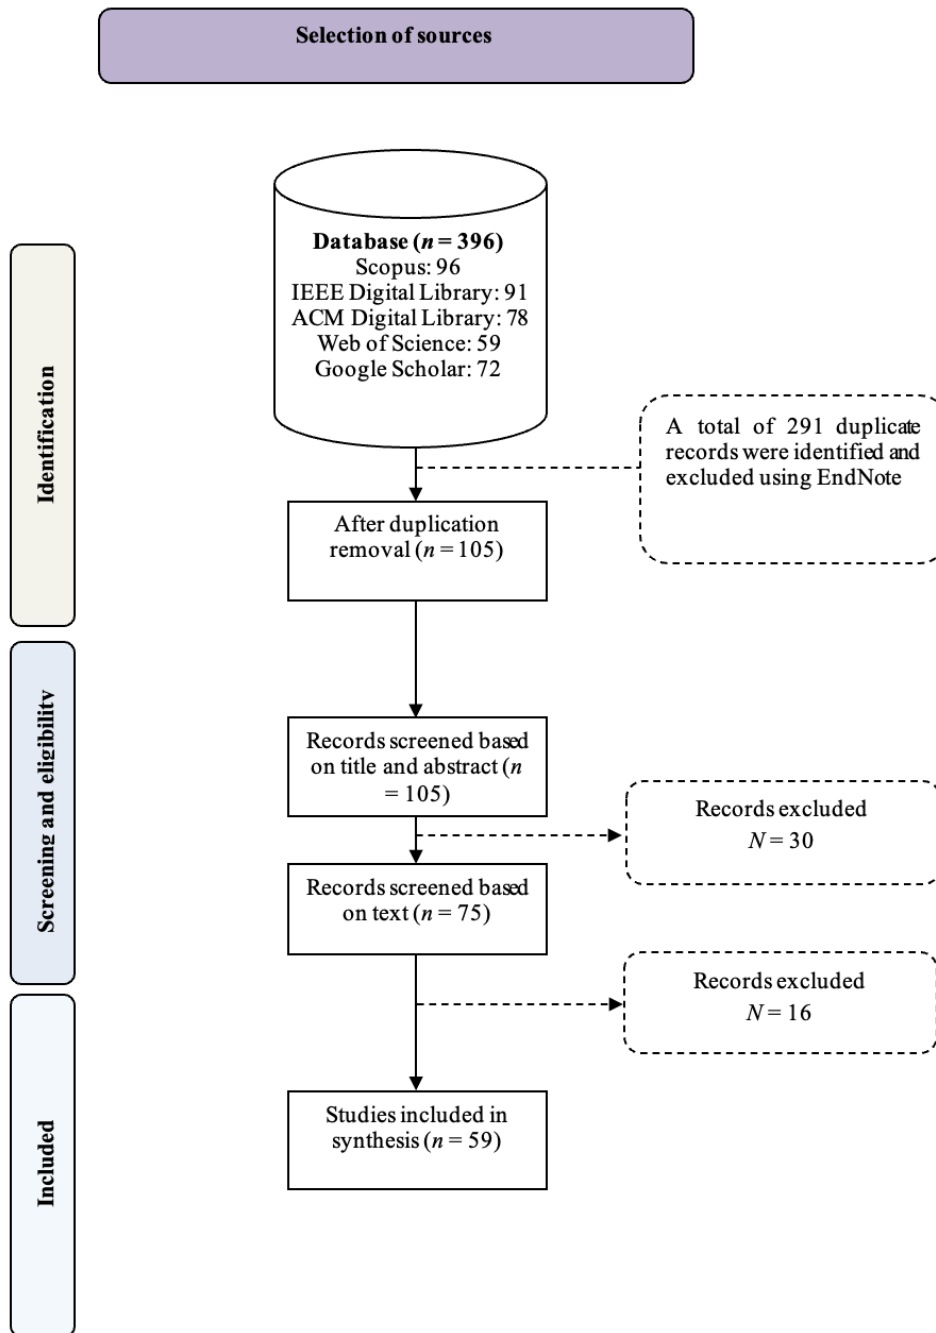 Selection of sources
Identification
Database (n = 396)
Scopus: 96
IEEE Digital Library: 91
ACM Digital Library: 78
Web of Science: 59
Google Scholar: 72
A total of 291 duplicate
records were identified and
excluded using EndNote
After duplication
removal (n = 105)
Screening and eligibility
Records screened based
on title and abstract (n
= 105)
Records excluded
N = 30
Records screened based
on text (n = 75)
Records excluded
N = 16
Included
Studies included in
synthesis (n = 59)